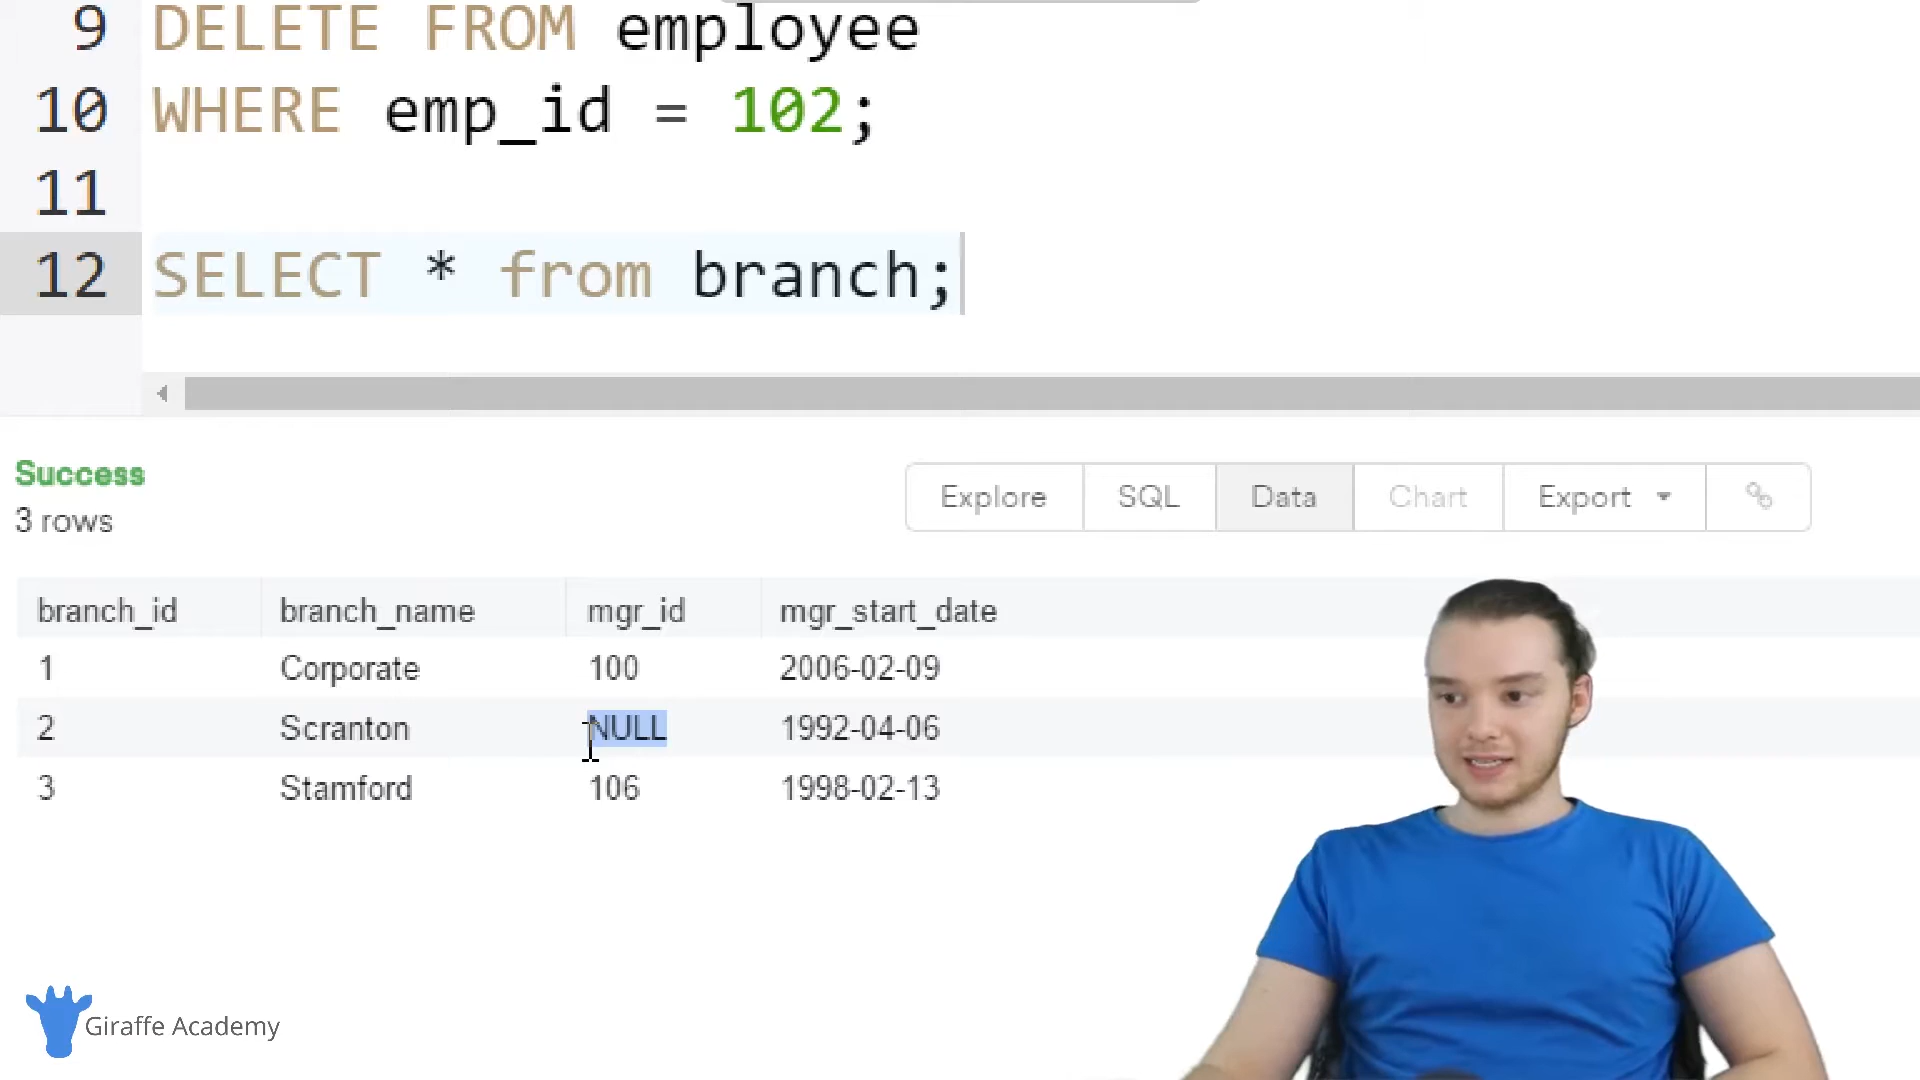 9 DELETE FROM employee
10 WHERE emp_id = 102;
11
12 SELECT * from branch;
Success
3 rows
Explore SQL Data Chart Export
branch_id branch_name mgr_id mgr_start_date
1 Corporate 100 2006-02-09
2 Scranton NULL 1992-04-06
3 Stamford 106 1998-02-13
Giraffe Academy